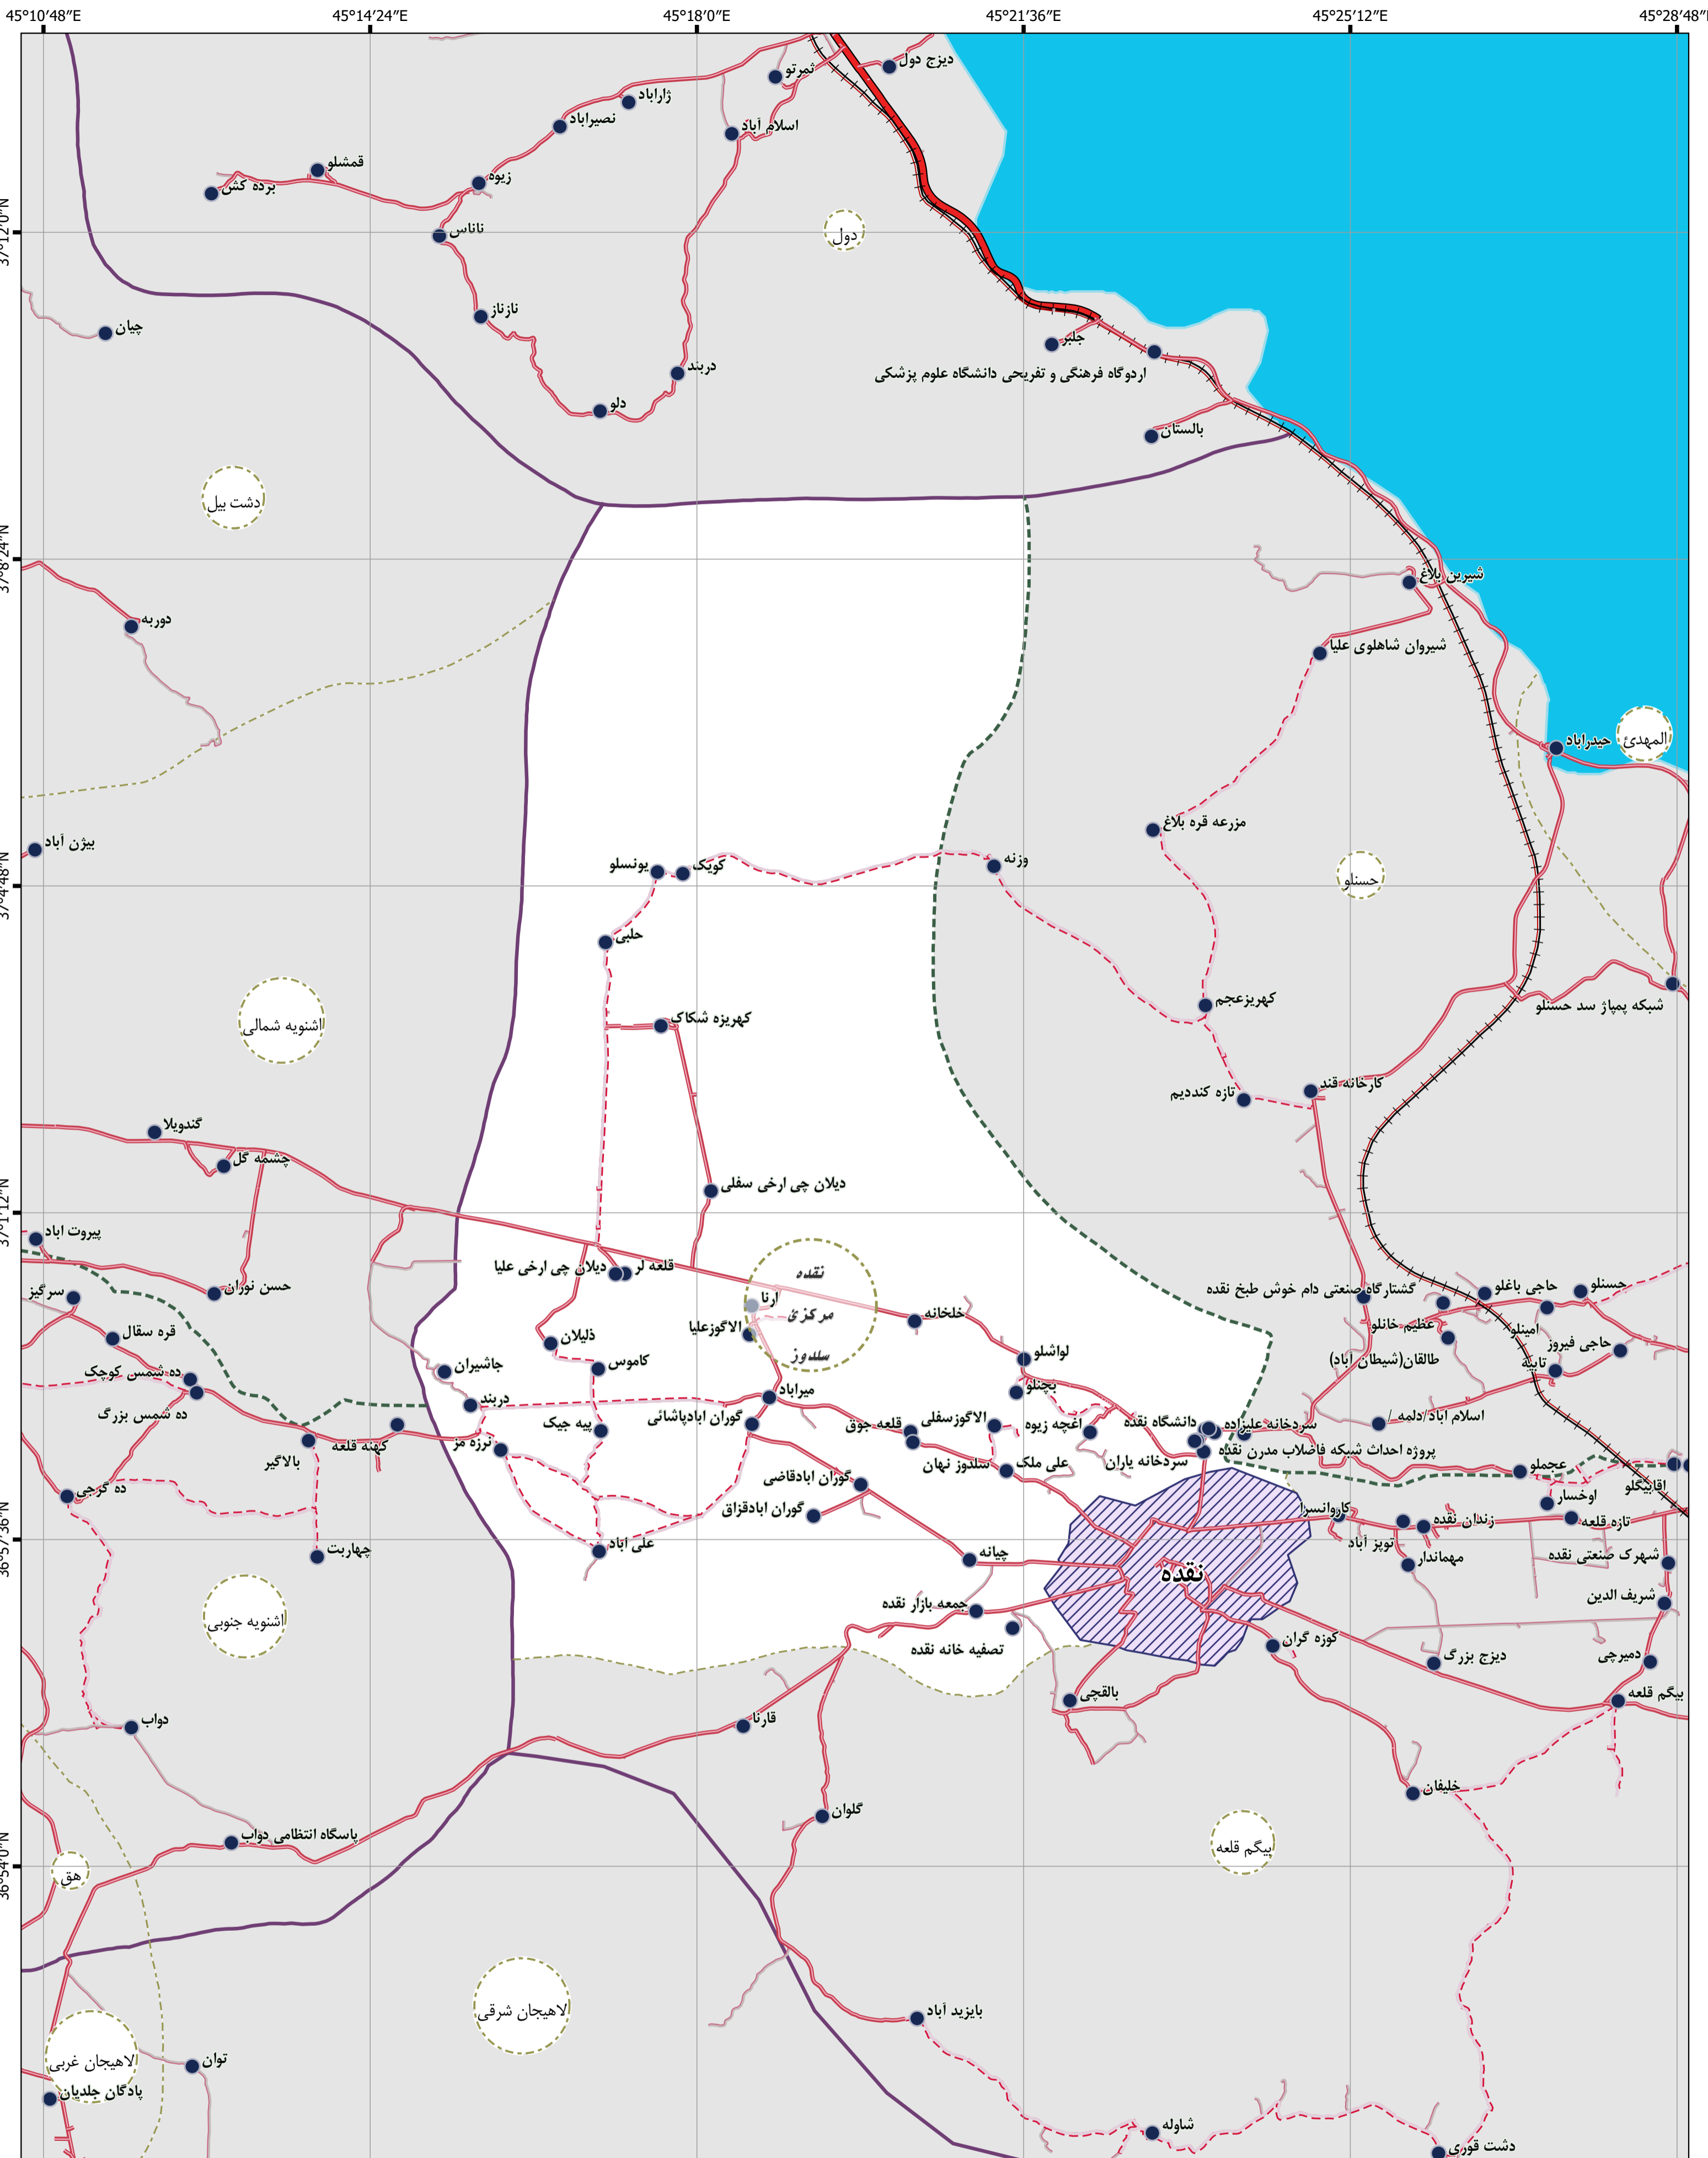 45°10'48"E
45°14'24"E
45°18'0"E
45°21'36"E
45°25'12"E
45°28'48"E
ثمرتو
دیزج دول
ژاراباد
نصیراباد
اسلام آباد
قمشلو
برده کش
زیوه
37°12'0"N
ناناس
دول
نازناز
چیان
جلبر
دربند
اردوگاه فرهنگی و تفریحی دانشگاه علوم پزشکی
دلو
بالستان
دشت بیل
37°8'24"N
شیرین بلاغ
دوربه
شیروان شاهلوی علیا
المهدئ
حیدراباد
مزرعه قره بلاغ
بیژن آباد
یونسلو
کویک
وزنه
37°4'48"N
حسنلو
حلبی
کهریزعجم
شبکه پمپاژ سد حسنلو
کهریزه شکاک
اشنویه شمالی
کارخانه قند
تازه کنددیم
گندویلا
چشمه گل
دیلان چی ارخی سفلی
37°1'12"N
پیروت اباد
دیلان چی ارخی علیا
قلعه لر
نقده
مرکزئ
سلدوز
حسن نوران
سرگیز
ارنا
گشتارگاه صنعتی دام خوش طبخ نقده
حاجی باغلو
حسنلو
خلخانه
الاگوزعلیا
عظیم خانلو
امینلو
قره سقال
ذلیلان
حاجی فیروز
لواشلو
طالقان(شیطان آباد)
تابیه
کاموس
جاشیران
ده شمس کوچک
بچنلو
میراباد
دربند
ده شمس بزرگ
گوران ابادپاشائی
پیه جیک
قلعه جوق
الاگوزسفلی
اغچه زیوه
دانشگاه نقده
سردخانه علیزاده
اسلام اباد/دلمه /
کهنه قلعه
نرزه مز
بالاگیر
سلدوز نهان
علی ملک
سردخانه یاران
پروژه احداث شبکه فاضلاب مدرن نقده
عجملو
گوران ابادقاضی
ده گرجی
اقابیگلو
اوخسار
گوران ابادقزاق
کاروانسرا
زندان نقده
تازه قلعه
36°57'36"N
علی آباد
چهاربت
چیانه
توپز آباد
مهماندار
شهرک صنعتی نقده
نقده
شریف الدین
اشنویه جنوبی
جمعه بازار نقده
تصفیه خانه نقده
کوزه گران
دیزج بزرگ
دمیرچی
بالقچی
بیگم قلعه
دواب
قارنا
خلیفان
گلوان
پاسگاه انتظامی دواب
بیگم قلعه
36°54'0"N
هق
لاهیجان شرقی
بایزید آباد
لاهیجان غربی
توان
پادگان جلدیان
شاوله
دشت قوری